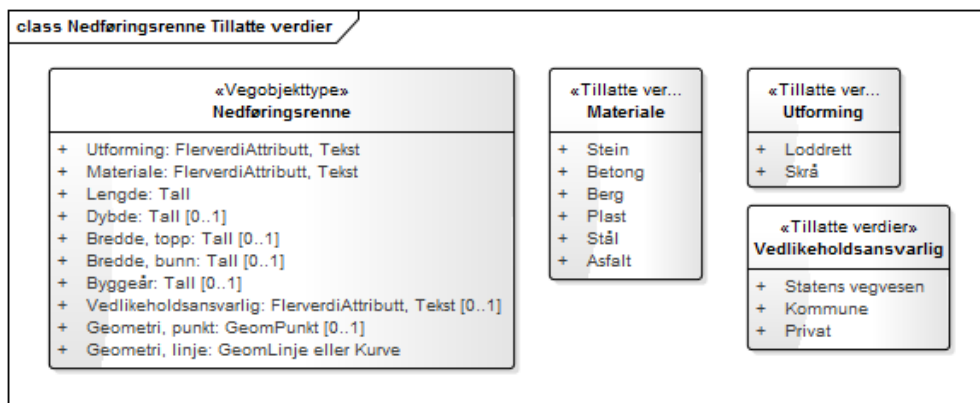 class Nedføringsrenne Tillatte verdier
«Vegobjekttype»
Nedføringsrenne
+ Utforming: FlerverdiAttributt, Tekst
+ Materiale: FlerverdiAttributt, Tekst
+ Lengde: Tall
+ Dybde: Tall [0..1]
+ Bredde, topp: Tall [0..1]
+ Bredde, bunn: Tall [0..1]
+ Byggeår: Tall [0..1]
+ Vedlikeholdsansvarlig: FlerverdiAttributt, Tekst [0..1]
+ Geometri, punkt: GeomPunkt [0..1]
+ Geometri, linje: GeomLinje eller Kurve
«Tillatte ver...
Materiale
+ Stein
+ Betong
+ Berg
+ Plast
+ Stål
+ Asfalt
«Tillatte ver...
Utforming
+ Loddrett
+ Skrå
«Tillatte verdier»
Vedlikeholdsansvarlig
+ Statens vegvesen
+ Kommune
+ Privat